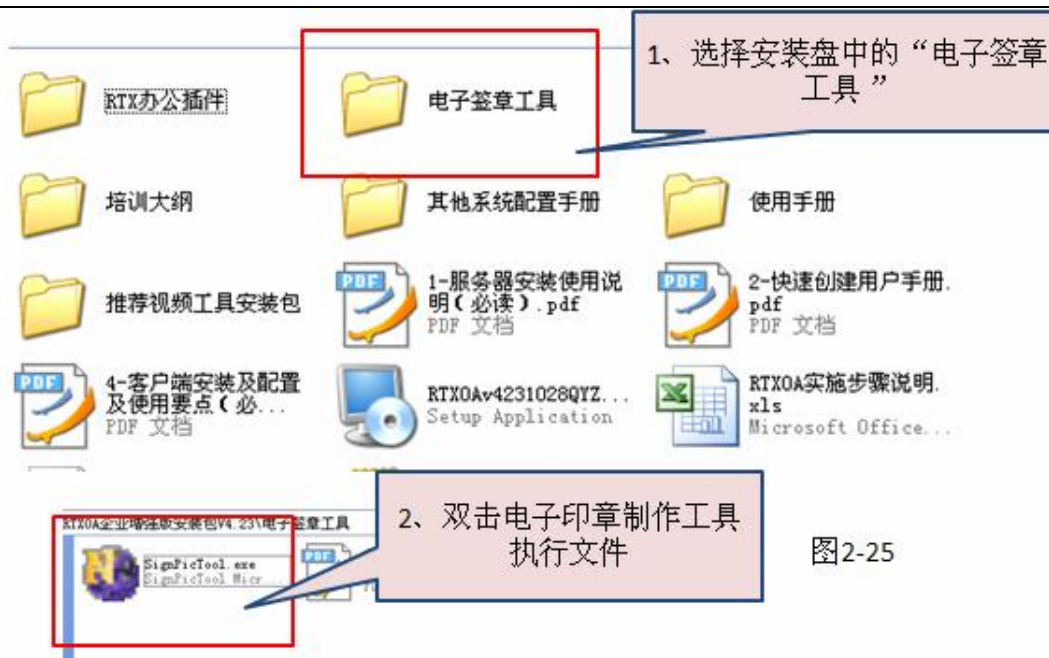 1、选择安装盘中的“电子签章
工具”
RTX办公插件
电子签章工具
培训大纲
其他系统配置手册
使用手册
推荐视频工具安装包
1-服务器安装使用说
明(必读).pdf
PDF 文档
2-快速创建用户手册.
pdf
PDF 文档
4-客户端安装及配置
及使用要点(必...
PDF 文档
RTXOAv4231028QYZ...
Setup Application
RTXOA实施步骤说明.
xls
Microsoft Office...
2、双击电子印章制作工具
执行文件
RTXOA企业增强版安装包V4.23\电子签章工具
SignPicTool.exe
SignPicTool Micr...
PDF
图2-25